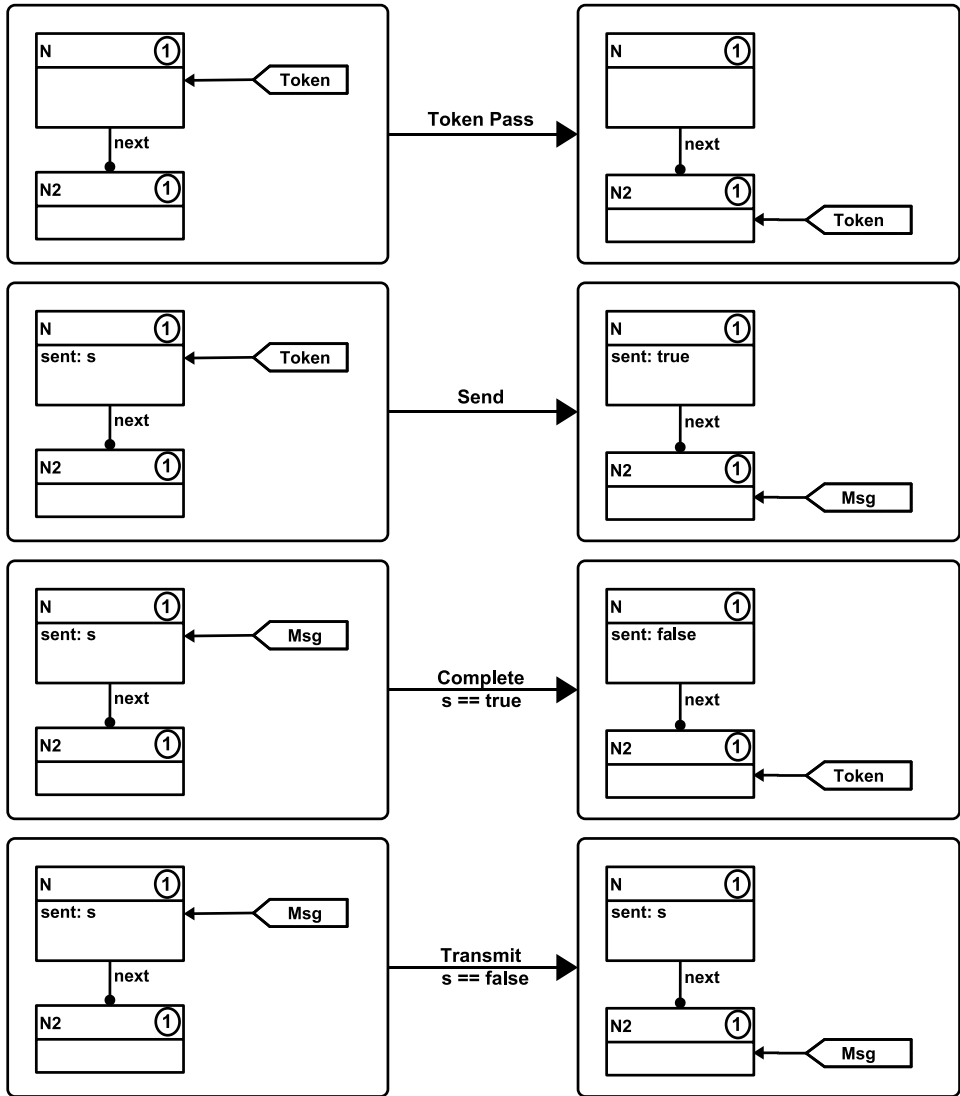 N 1
Token
next
N2 1
Token Pass
N 1
next
N2 1
Token
N 1
sent: s
Token
next
N2 1
Send
N 1
sent: true
next
N2 1
Msg
N 1
sent: s
Msg
next
N2 1
Complete
s == true
N 1
sent: false
next
N2 1
Token
N 1
sent: s
Msg
next
N2 1
Transmit
s == false
N 1
sent: s
next
N2 1
Msg